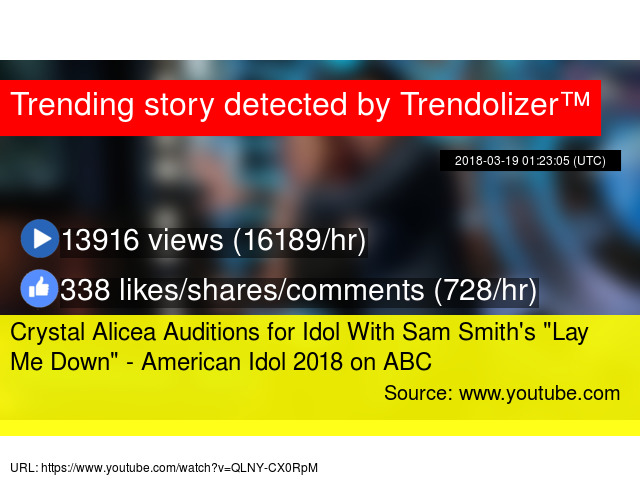 Trending story detected by Trendolizer™
2018-03-19 01:23:05 (UTC)
13916 views (16189/hr)
338 likes/shares/comments (728/hr)
Crystal Alicea Auditions for Idol With Sam Smith's "Lay
Me Down" - American Idol 2018 on ABC
Source: www.youtube.com
URL: https://www.youtube.com/watch?v=QLNY-CX0RpM